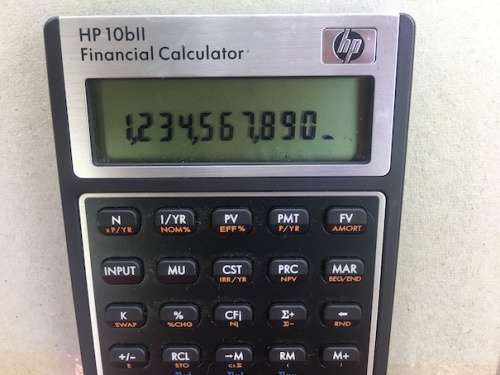 HP 10bII
Financial Calculator
hp
1,234,567,890_
N I/YR PV PMT FV
xP/YR NOM% EFF% P/YR AMORT
INPUT MU CST PRC MAR
IRR/YR NPV BEG/END
K % CFj Σ+ ←
SWAP %CHG Nj Σ- RND
+/- RCL →M RM M+
E STO CLΣ ( )